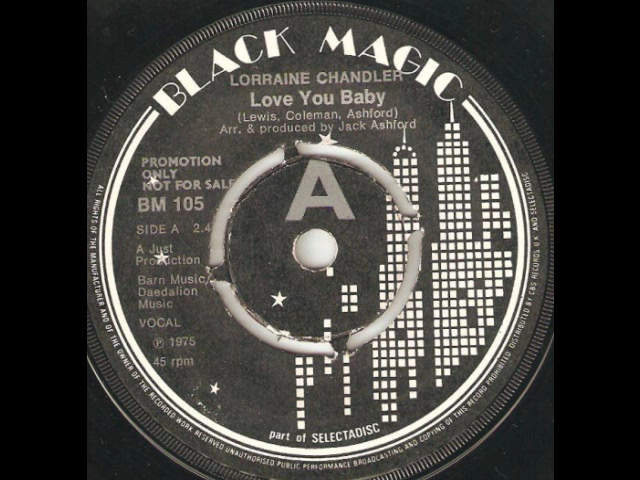 BLACK MAGIC
LORRAINE CHANDLER
Love You Baby
(Lewis, Coleman, Ashford)
Arr. & produced by Jack Ashford
PROMOTION
ONLY
NOT FOR SALE
A
BM 105
SIDE A 2.4
A Just
Production
Barn Music/
Daedalion
Music
VOCAL
℗ 1975
45 rpm
part of SELECTADISC
ALL RIGHTS OF THE MANUFACTURER AND OF THE OWNER OF THE RECORDED WORK RESERVED UNAUTHORISED PUBLIC PERFORMANCE BROADCASTING AND COPYING OF THIS RECORD PROHIBITED. DISTRIBUTED BY CBS RECORDS U.K. AND SELECTADISC